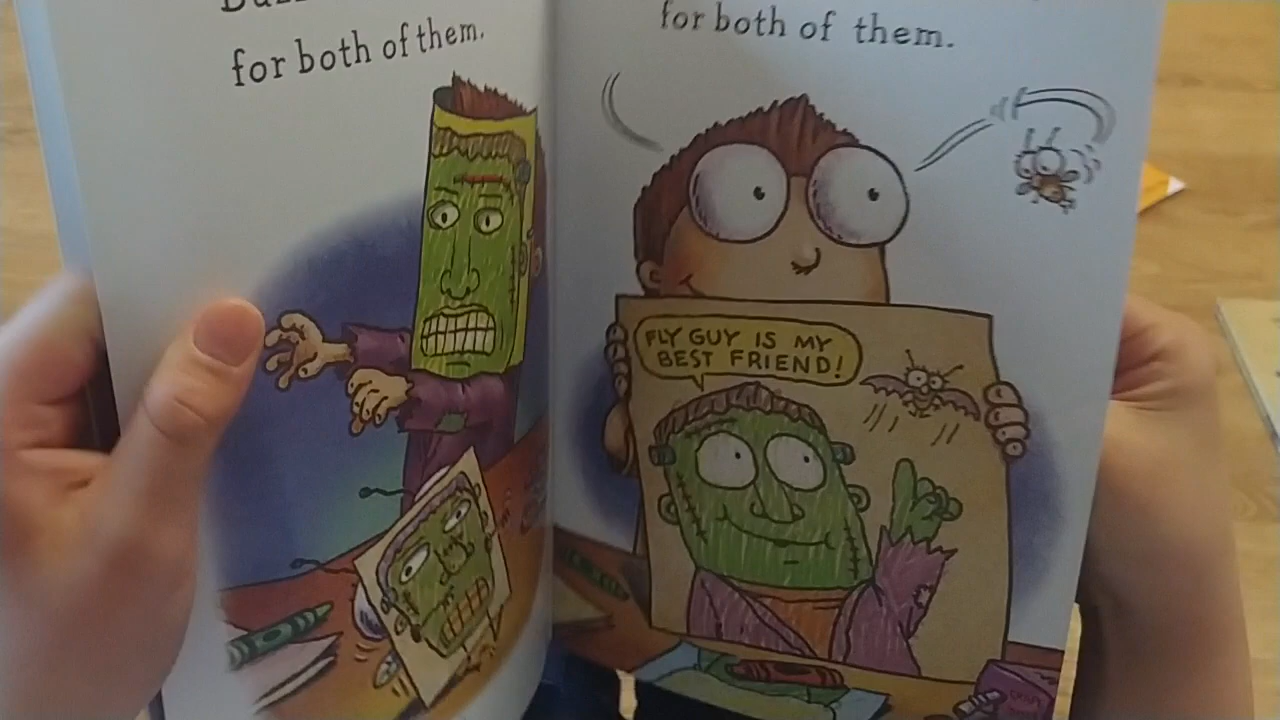 for both of them.
for both of them.
FLY GUY IS MY
BEST FRIEND!